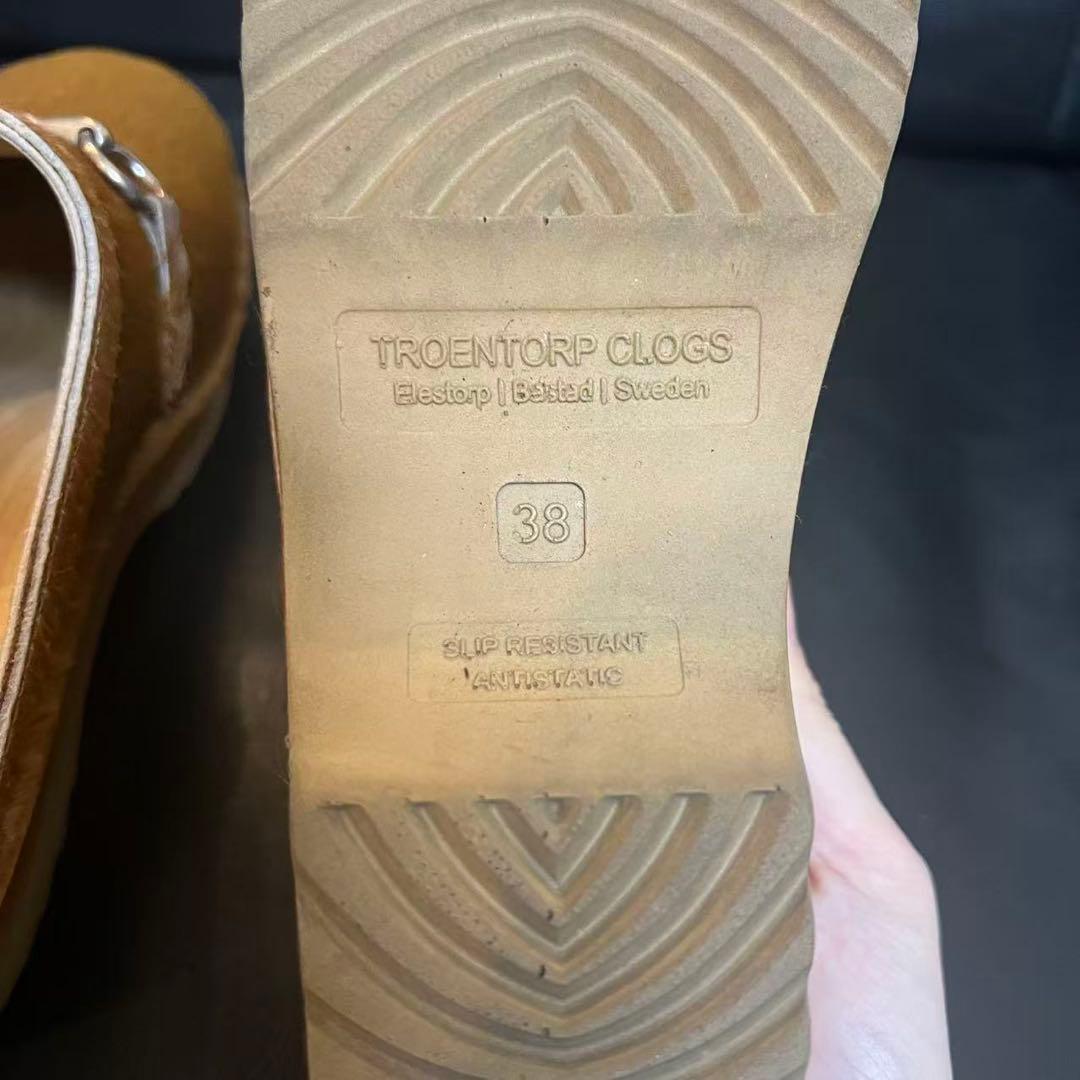 TROENTORP CLOGS
Elestorp | Båstad | Sweden
38
SLIP RESISTANT
ANTISTATIC